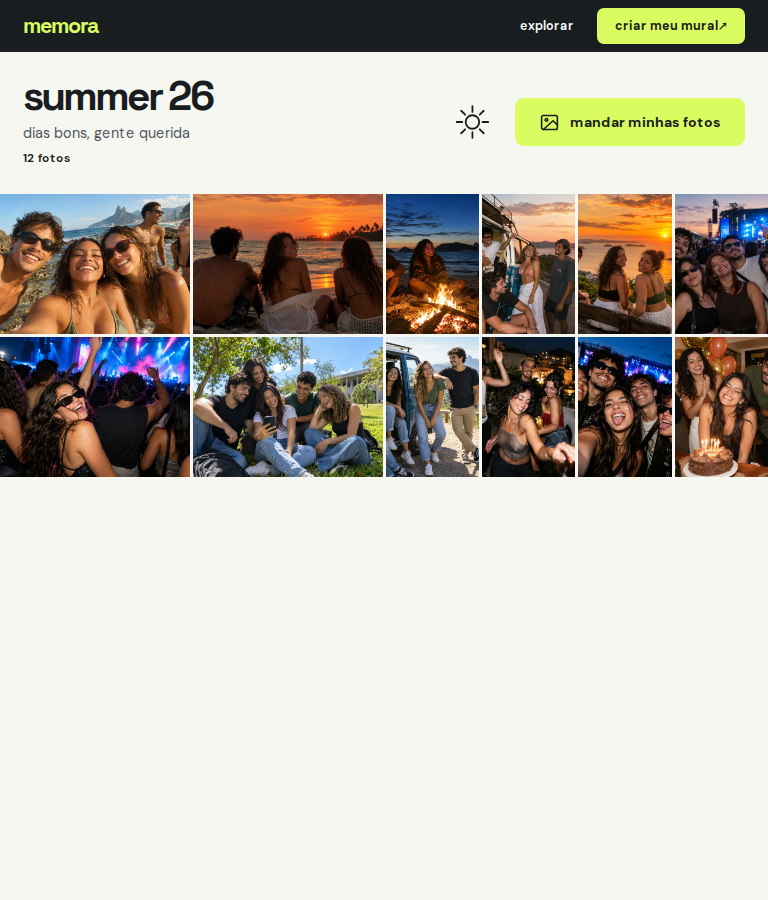 memora
explorar
criar meu mural↗
summer 26
dias bons, gente querida
12 fotos
mandar minhas fotos